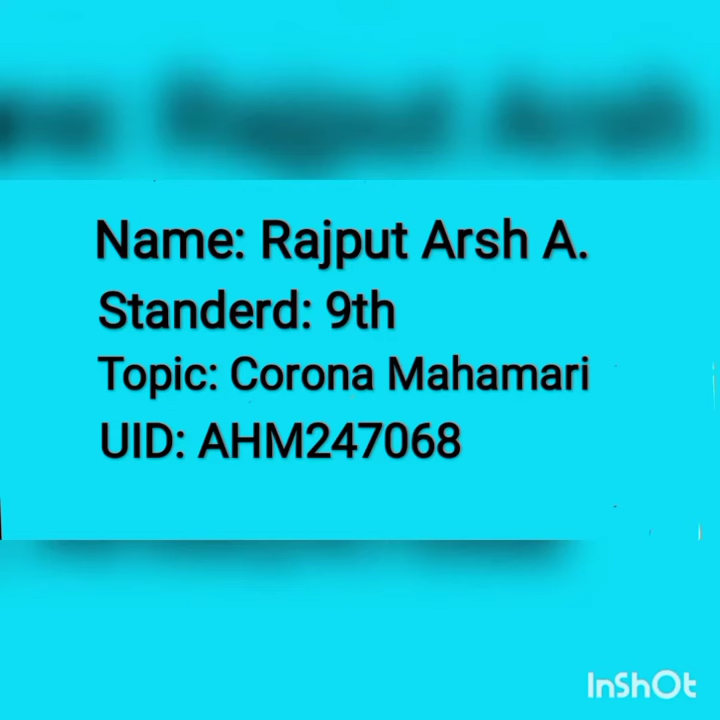 Name: Rajput Arsh A.
Standerd: 9th
Topic: Corona Mahamari
UID: AHM247068
InShOt